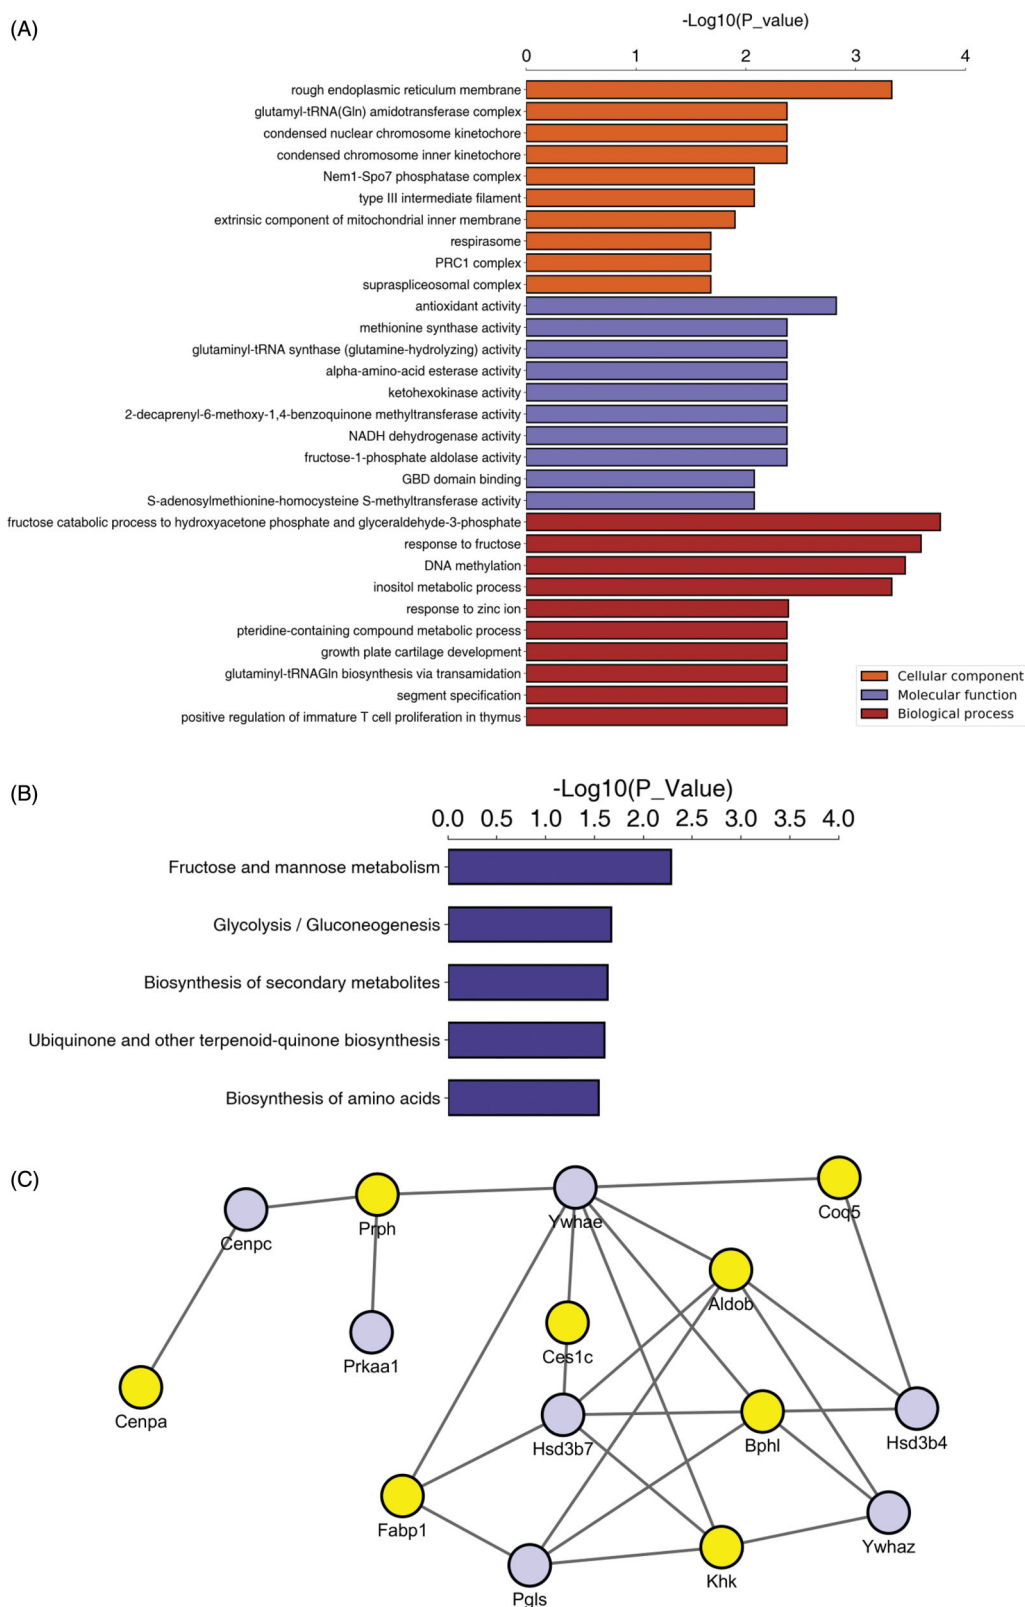 (A)
-Log10(P_value)
0 1 2 3 4
rough endoplasmic reticulum membrane
glutamyl-tRNA(Gln) amidotransferase complex
condensed nuclear chromosome kinetochore
condensed chromosome inner kinetochore
Nem1-Spo7 phosphatase complex
type III intermediate filament
extrinsic component of mitochondrial inner membrane
respirasome
PRC1 complex
supraspliceosomal complex
antioxidant activity
methionine synthase activity
glutaminyl-tRNA synthase (glutamine-hydrolyzing) activity
alpha-amino-acid esterase activity
ketohexokinase activity
2-decaprenyl-6-methoxy-1,4-benzoquinone methyltransferase activity
NADH dehydrogenase activity
fructose-1-phosphate aldolase activity
GBD domain binding
S-adenosylmethionine-homocysteine S-methyltransferase activity
fructose catabolic process to hydroxyacetone phosphate and glyceraldehyde-3-phosphate
response to fructose
DNA methylation
inositol metabolic process
response to zinc ion
pteridine-containing compound metabolic process
growth plate cartilage development
glutaminyl-tRNAGln biosynthesis via transamidation
segment specification
positive regulation of immature T cell proliferation in thymus
Cellular component
Molecular function
Biological process
(B)
-Log10(P_Value)
0.0 0.5 1.0 1.5 2.0 2.5 3.0 3.5 4.0
Fructose and mannose metabolism
Glycolysis / Gluconeogenesis
Biosynthesis of secondary metabolites
Ubiquinone and other terpenoid-quinone biosynthesis
Biosynthesis of amino acids
(C)
Cenpc
Prph
Ywhae
Coq5
Aldob
Prkaa1
Ces1c
Cenpa
Hsd3b7
Bphl
Hsd3b4
Fabp1
Ywhaz
Pgls
Khk